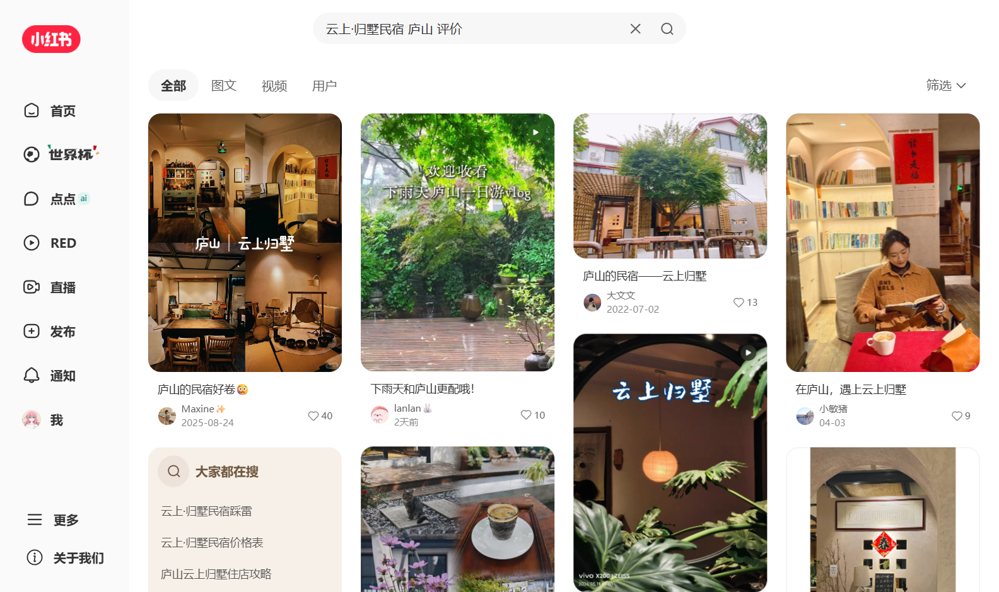 小红书
云上·归墅民宿 庐山 评价
全部
图文
视频
用户
筛选
首页
世界杯
点点 ai
RED
直播
发布
通知
我
更多
关于我们
庐山 | 云上归墅
庐山的民宿好卷😰
Maxine✨
2025-08-24
40
大家都在搜
云上·归墅民宿踩雷
云上·归墅民宿价格表
庐山云上归墅住店攻略
欢迎收看
下雨天庐山一日游vlog
下雨天和庐山更配哦！
lanlan🐰
2天前
10
庐山的民宿——云上归墅
大文文
2022-07-02
13
云上归墅
vivo X200 | ZEISS
在庐山，遇上云上归墅
小敏猪
04-03
9
春